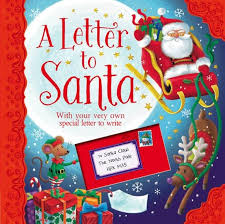 A LETTER
to
SANTA
With your very own
special letter to write
To Santa Claus
The North Pole